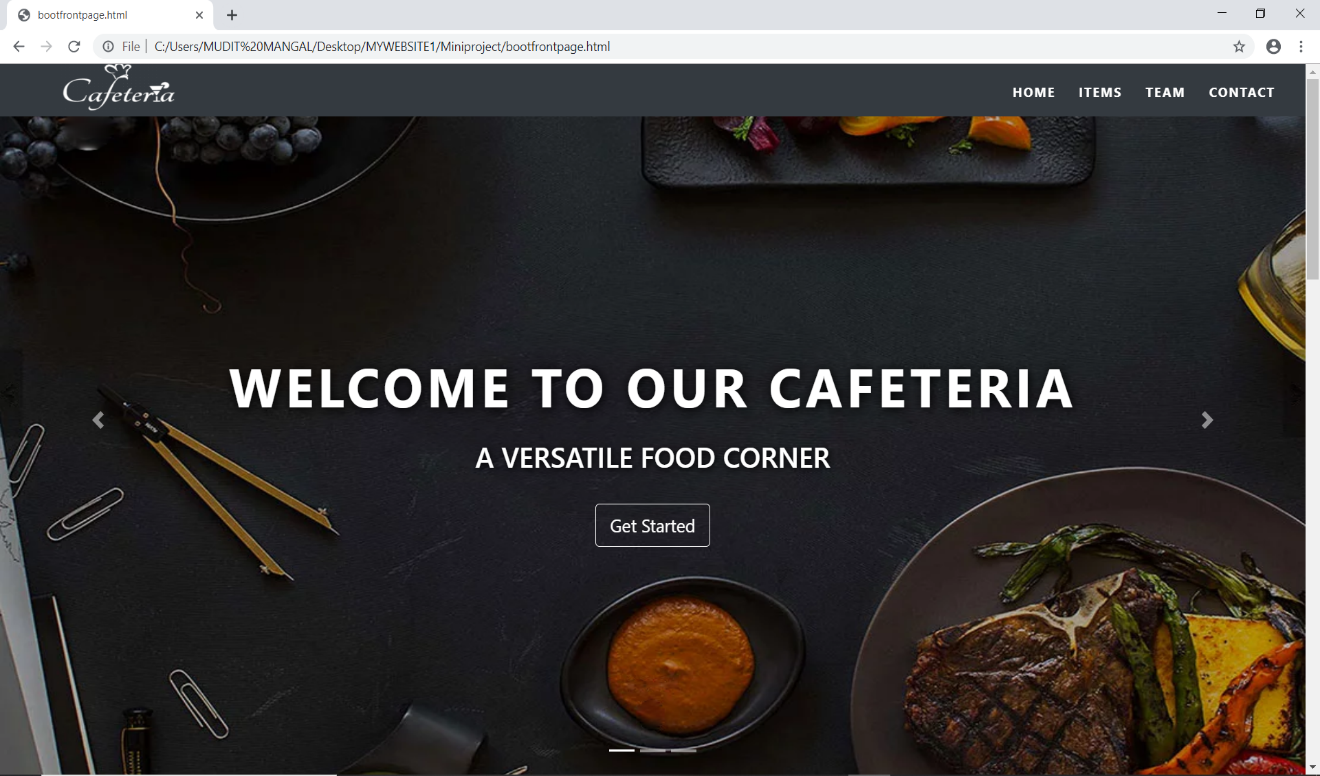 bootfrontpage.html
File
C:/Users/MUDIT%20MANGAL/Desktop/MYWEBSITE1/Miniproject/bootfrontpage.html
Cafeteria
HOME ITEMS TEAM CONTACT
WELCOME TO OUR CAFETERIA
A VERSATILE FOOD CORNER
Get Started